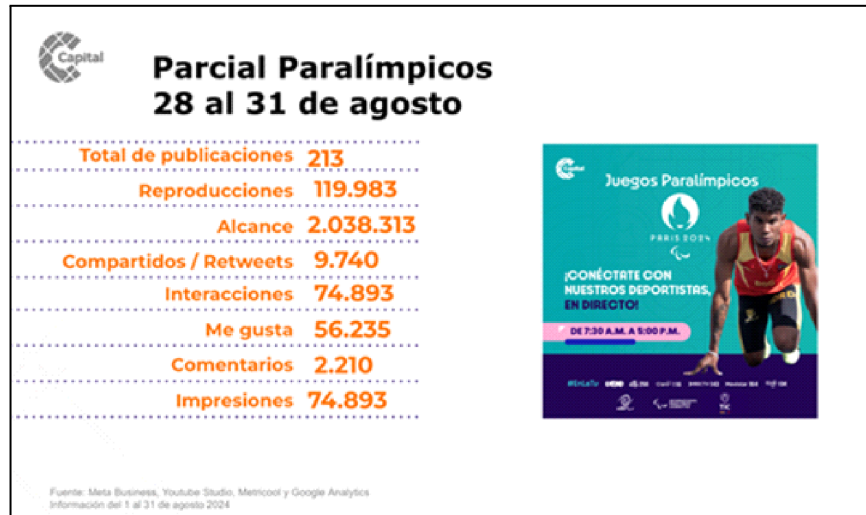 Capital
Parcial Paralímpicos
28 al 31 de agosto
Total de publicaciones 213
Reproducciones 119.983
Alcance 2.038.313
Compartidos / Retweets 9.740
Interacciones 74.893
Me gusta 56.235
Comentarios 2.210
Impresiones 74.893
Capital
Juegos Paralímpicos
PARIS 2024
¡CONÉCTATE CON
NUESTROS DEPORTISTAS,
EN DIRECTO!
DE 7:30 A.M. A 5:00 P.M.
#EnLaTu
TIC
Fuente: Meta Business, Youtube Studio, Metricool y Google Analytics
Información del 1 al 31 de agosto 2024